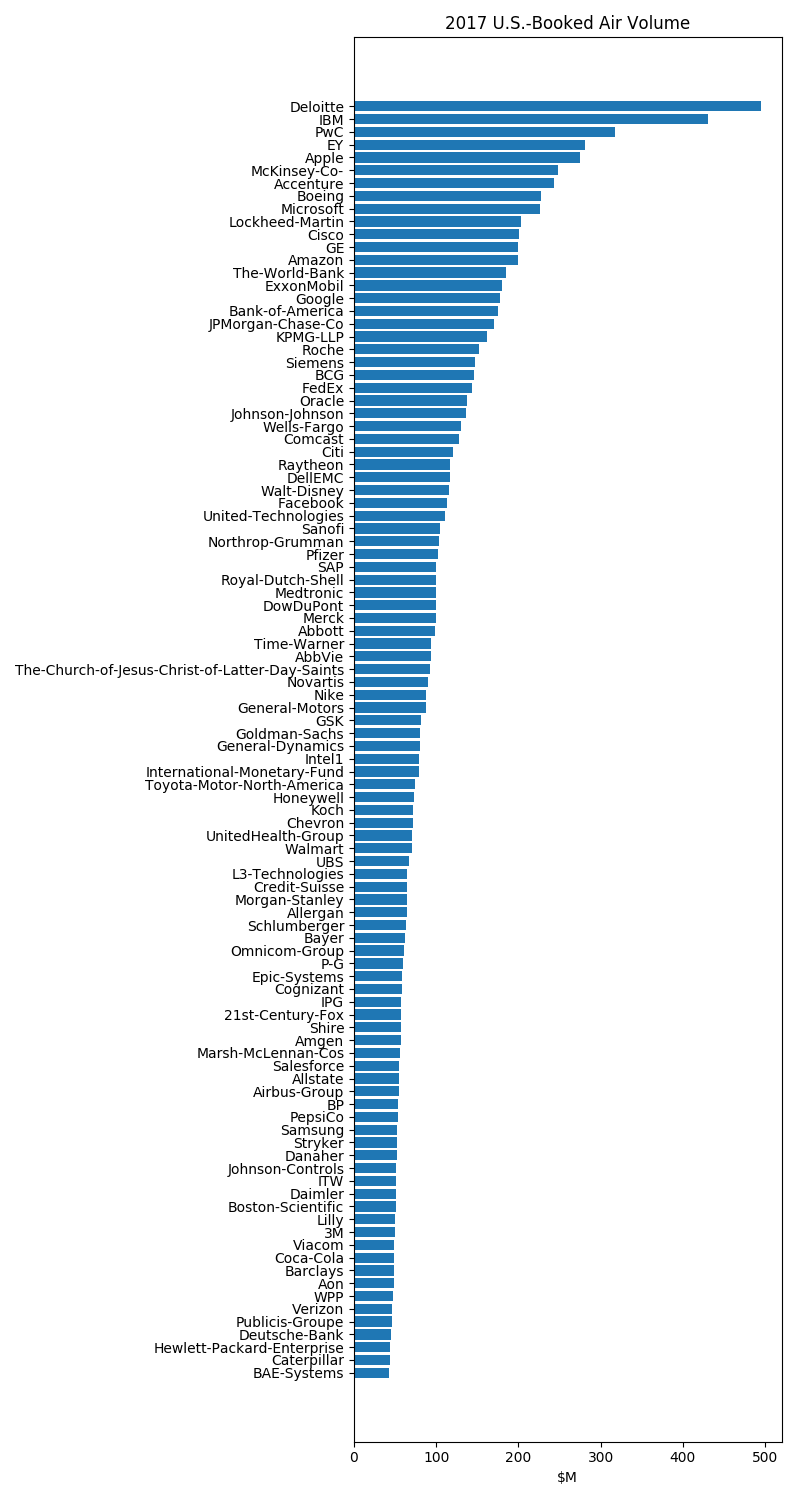 2017 U.S.-Booked Air Volume
Deloitte
IBM
PwC
EY
Apple
McKinsey-Co-
Accenture
Boeing
Microsoft
Lockheed-Martin
Cisco
GE
Amazon
The-World-Bank
ExxonMobil
Google
Bank-of-America
JPMorgan-Chase-Co
KPMG-LLP
Roche
Siemens
BCG
FedEx
Oracle
Johnson-Johnson
Wells-Fargo
Comcast
Citi
Raytheon
DellEMC
Walt-Disney
Facebook
United-Technologies
Sanofi
Northrop-Grumman
Pfizer
SAP
Royal-Dutch-Shell
Medtronic
DowDuPont
Merck
Abbott
Time-Warner
AbbVie
The-Church-of-Jesus-Christ-of-Latter-Day-Saints
Novartis
Nike
General-Motors
GSK
Goldman-Sachs
General-Dynamics
Intel1
International-Monetary-Fund
Toyota-Motor-North-America
Honeywell
Koch
Chevron
UnitedHealth-Group
Walmart
UBS
L3-Technologies
Credit-Suisse
Morgan-Stanley
Allergan
Schlumberger
Bayer
Omnicom-Group
P-G
Epic-Systems
Cognizant
IPG
21st-Century-Fox
Shire
Amgen
Marsh-McLennan-Cos
Salesforce
Allstate
Airbus-Group
BP
PepsiCo
Samsung
Stryker
Danaher
Johnson-Controls
ITW
Daimler
Boston-Scientific
Lilly
3M
Viacom
Coca-Cola
Barclays
Aon
WPP
Verizon
Publicis-Groupe
Deutsche-Bank
Hewlett-Packard-Enterprise
Caterpillar
BAE-Systems
0 100 200 300 400 500
$M